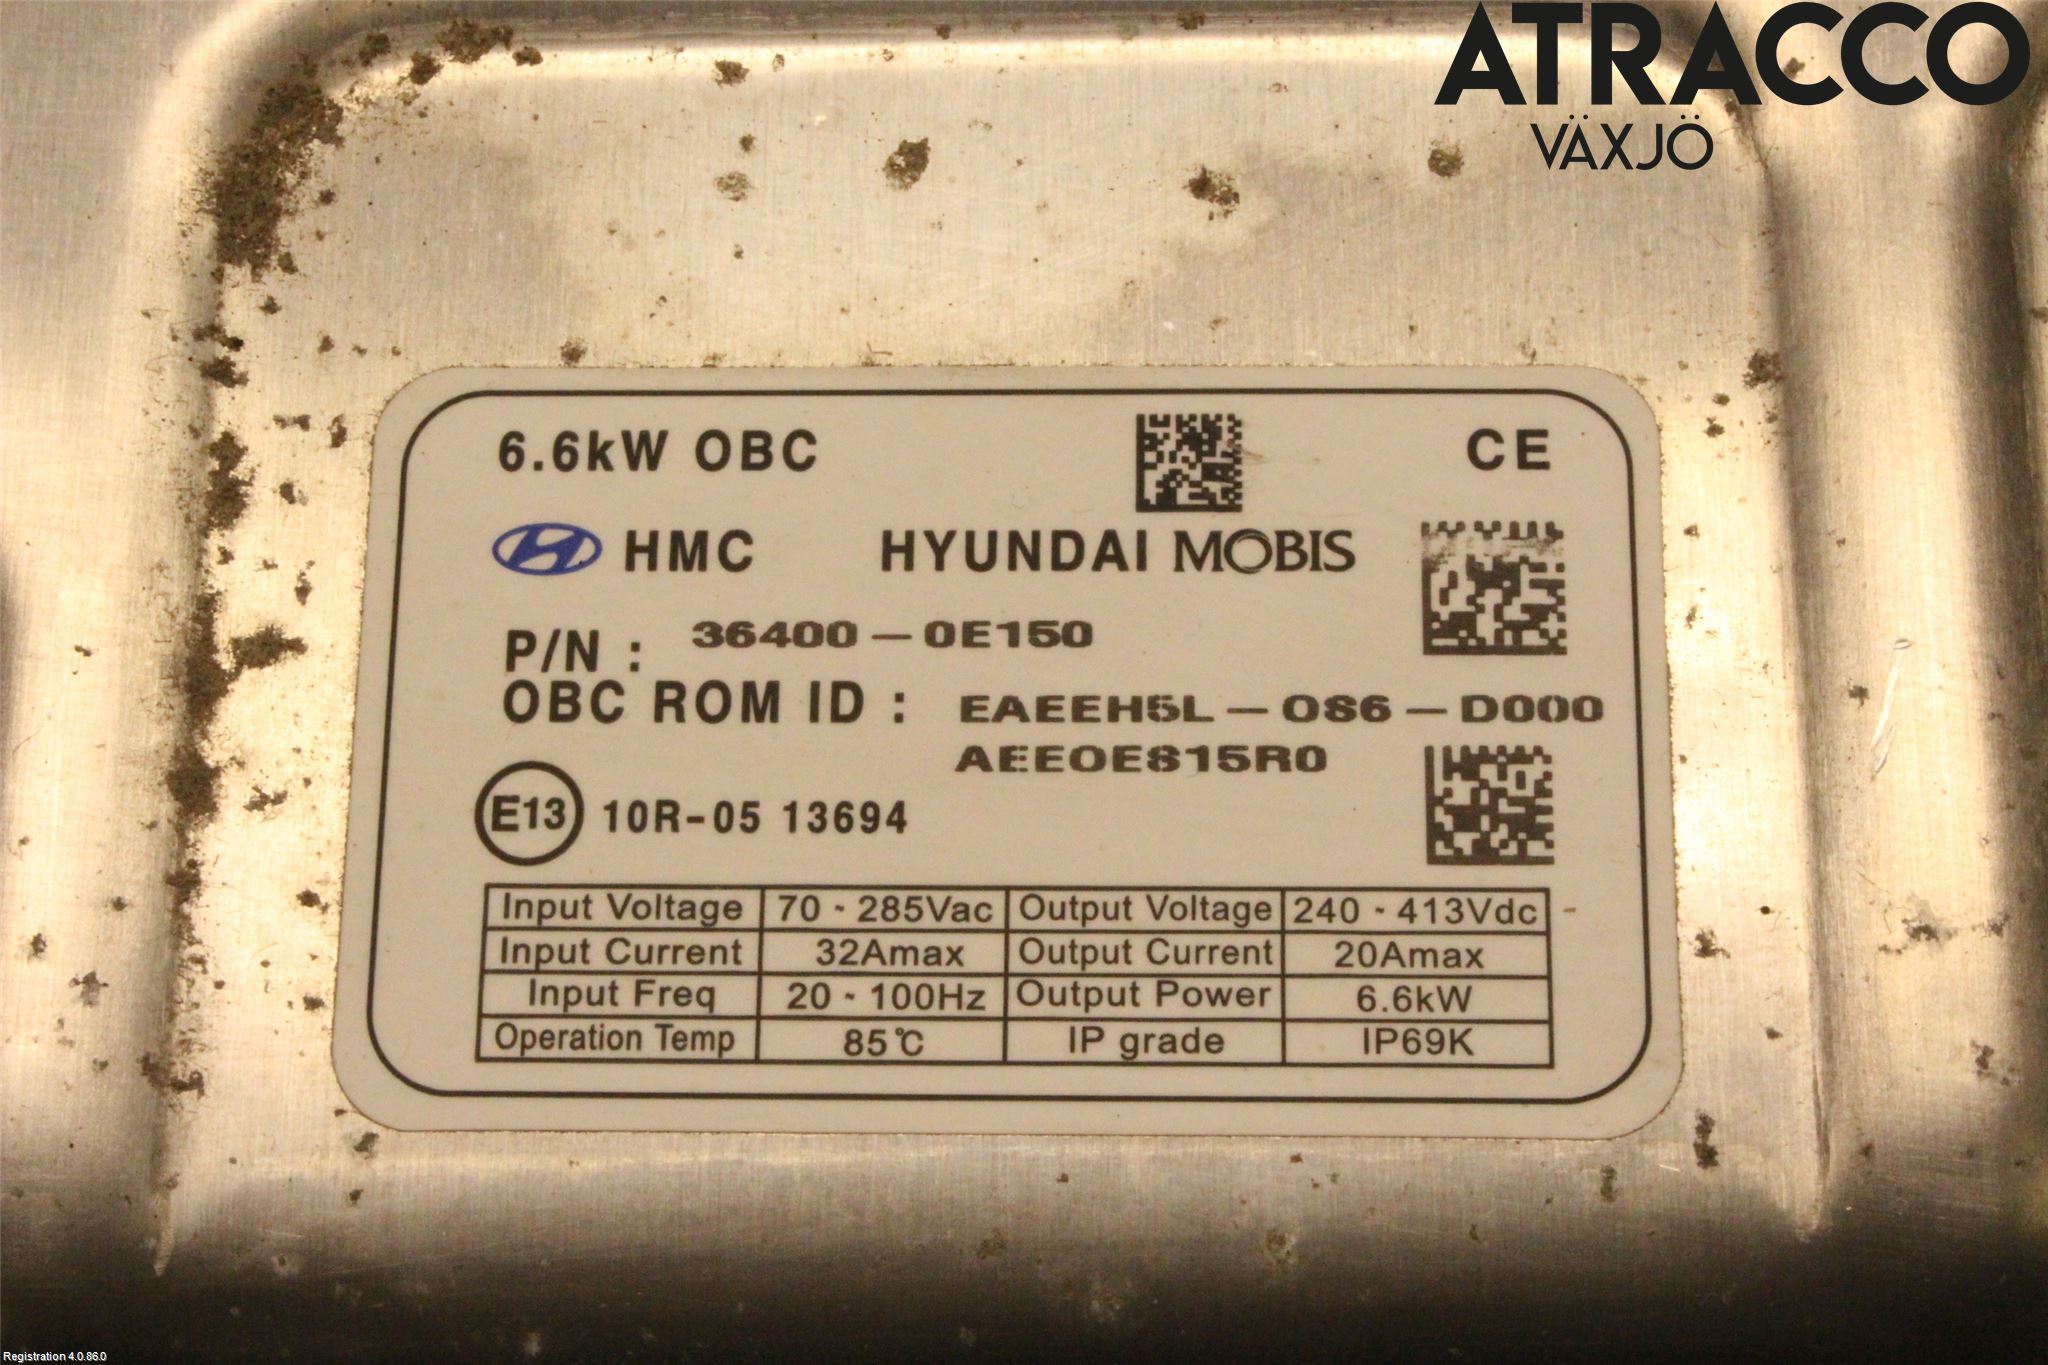 ATRACCO
VÄXJÖ
6.6kW OBC CE
HMC HYUNDAI MOBIS
P/N : 36400-0E150
OBC ROM ID : EAEEH5L-OS6-D000
AEEOES15R0
E13 10R-05 13694
Input Voltage 70 - 285Vac Output Voltage 240 - 413Vdc
Input Current 32Amax Output Current 20Amax
Input Freq 20 - 100Hz Output Power 6.6kW
Operation Temp 85℃ IP grade IP69K
Registration 4.0.86.0